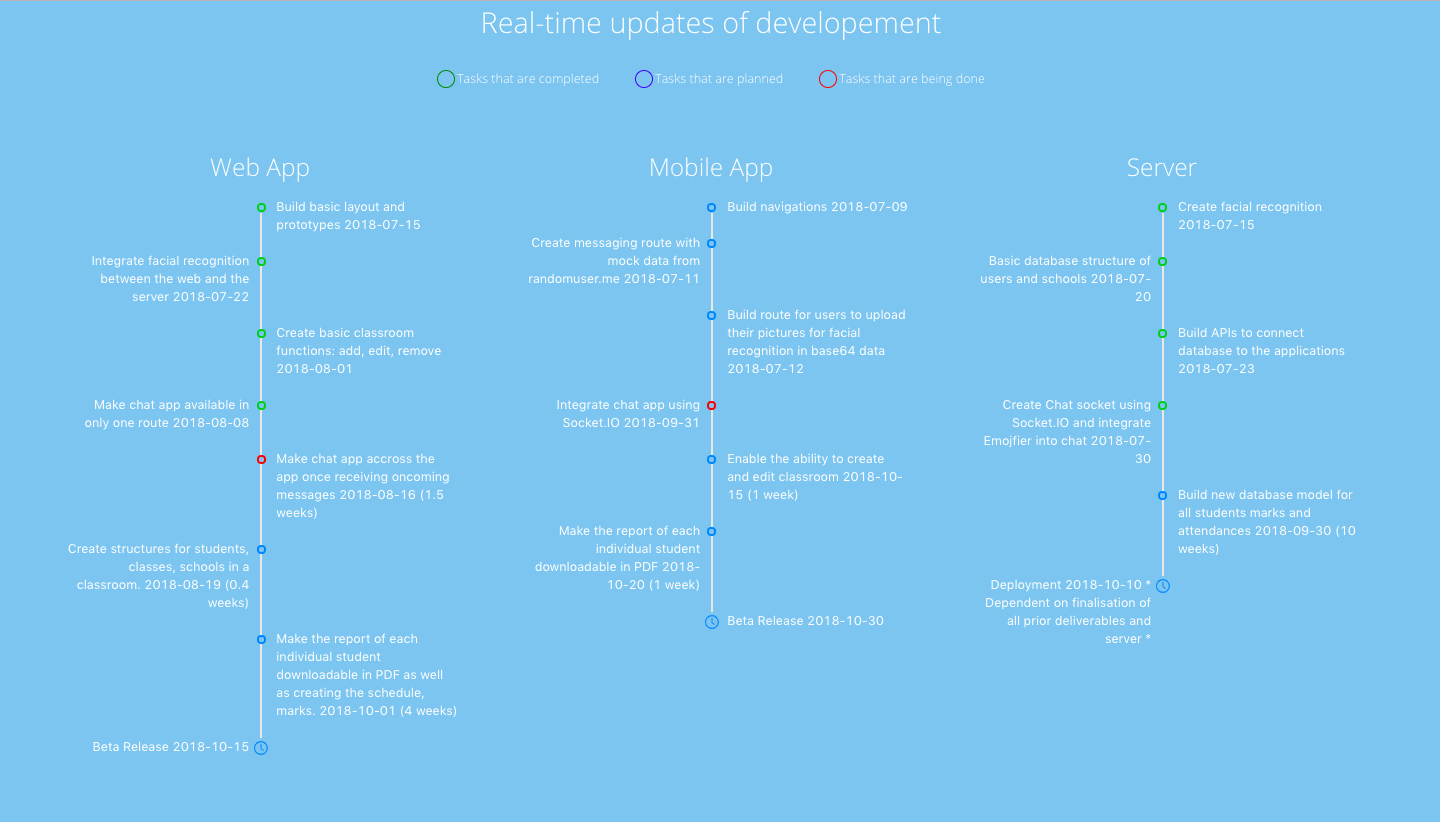 Real-time updates of developement
Tasks that are completed
Tasks that are planned
Tasks that are being done
Web App
Build basic layout and
prototypes 2018-07-15
Integrate facial recognition
between the web and the
server 2018-07-22
Create basic classroom
functions: add, edit, remove
2018-08-01
Make chat app available in
only one route 2018-08-08
Make chat app accross the
app once receiving oncoming
messages 2018-08-16 (1.5
weeks)
Create structures for students,
classes, schools in a
classroom. 2018-08-19 (0.4
weeks)
Make the report of each
individual student
downloadable in PDF as well
as creating the schedule,
marks. 2018-10-01 (4 weeks)
Beta Release 2018-10-15
Mobile App
Build navigations 2018-07-09
Create messaging route with
mock data from
randomuser.me 2018-07-11
Build route for users to upload
their pictures for facial
recognition in base64 data
2018-07-12
Integrate chat app using
Socket.IO 2018-09-31
Enable the ability to create
and edit classroom 2018-10-
15 (1 week)
Make the report of each
individual student
downloadable in PDF 2018-
10-20 (1 week)
Beta Release 2018-10-30
Server
Create facial recognition
2018-07-15
Basic database structure of
users and schools 2018-07-
20
Build APIs to connect
database to the applications
2018-07-23
Create Chat socket using
Socket.IO and integrate
Emojfier into chat 2018-07-
30
Build new database model for
all students marks and
attendances 2018-09-30 (10
weeks)
Deployment 2018-10-10 *
Dependent on finalisation of
all prior deliverables and
server *